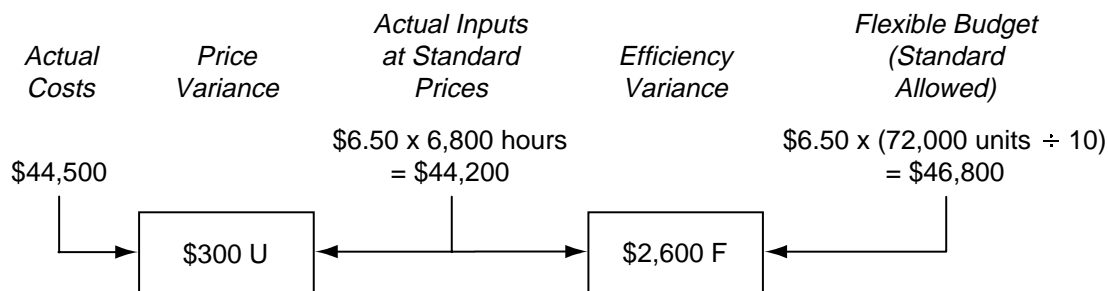 Actual Costs
Price Variance
Actual Inputs at Standard Prices
Efficiency Variance
Flexible Budget (Standard Allowed)
$44,500
$6.50 x 6,800 hours
= $44,200
$6.50 x (72,000 units ÷ 10)
= $46,800
$300 U
$2,600 F